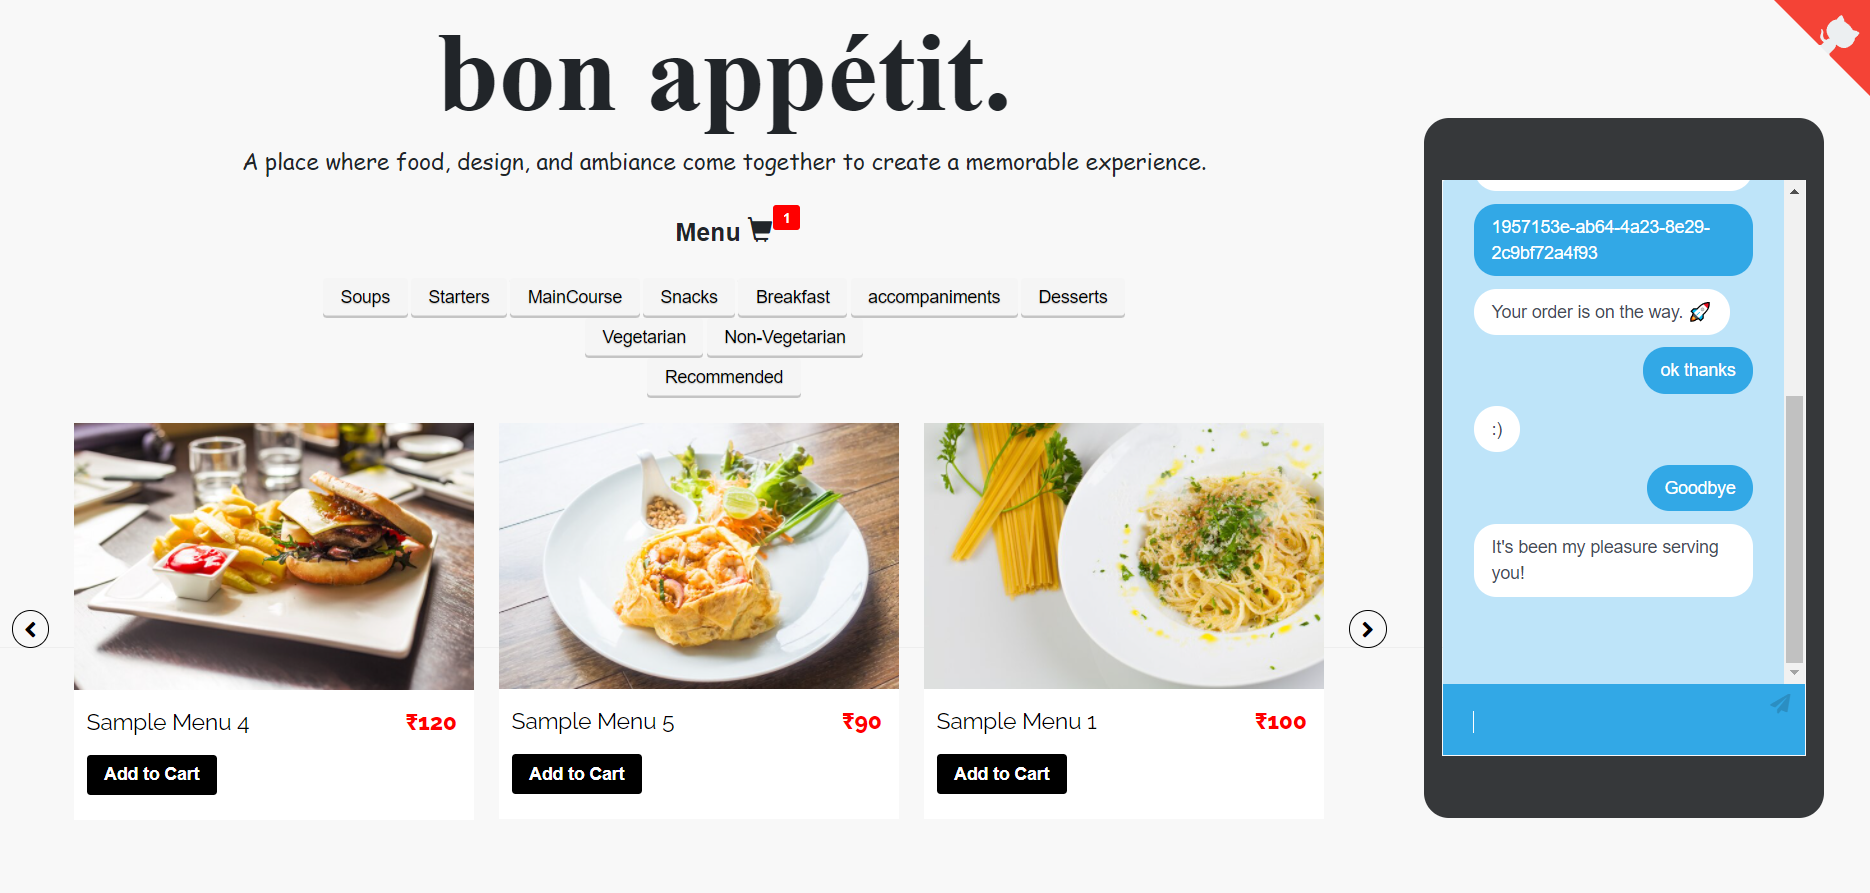 bon appétit.
A place where food, design, and ambiance come together to create a memorable experience.
Menu 1
Soups Starters MainCourse Snacks Breakfast accompaniments Desserts
Vegetarian Non-Vegetarian
Recommended
Sample Menu 4 ₹120
Add to Cart
Sample Menu 5 ₹90
Add to Cart
Sample Menu 1 ₹100
Add to Cart
1957153e-ab64-4a23-8e29-
2c9bf72a4f93
Your order is on the way. 🚀
ok thanks
:)
Goodbye
It's been my pleasure serving
you!